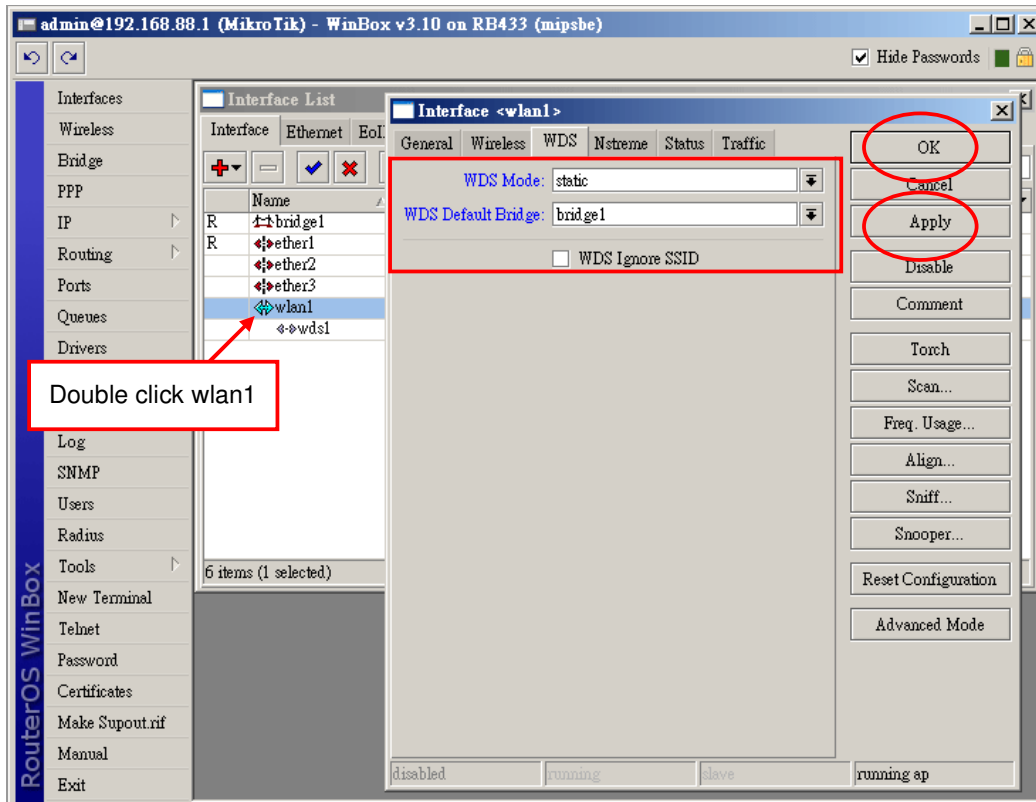 admin@192.168.88.1 (MikroTik) - WinBox v3.10 on RB433 (mipsbe)
Hide Passwords
Interfaces
Wireless
Bridge
PPP
IP
Routing
Ports
Queues
Drivers
Log
SNMP
Users
Radius
Tools
New Terminal
Telnet
Password
Certificates
Make Supout.rif
Manual
Exit
RouterOS WinBox
Interface List
Interface Ethernet EoI
Name
R bridge1
R ether1
ether2
ether3
wlan1
wds1
Double click wlan1
6 items (1 selected)
Interface <wlan1>
General Wireless WDS Nstreme Status Traffic
WDS Mode: static
WDS Default Bridge: bridge1
WDS Ignore SSID
OK
Cancel
Apply
Disable
Comment
Torch
Scan...
Freq. Usage...
Align...
Sniff...
Snooper...
Reset Configuration
Advanced Mode
disabled running slave running ap